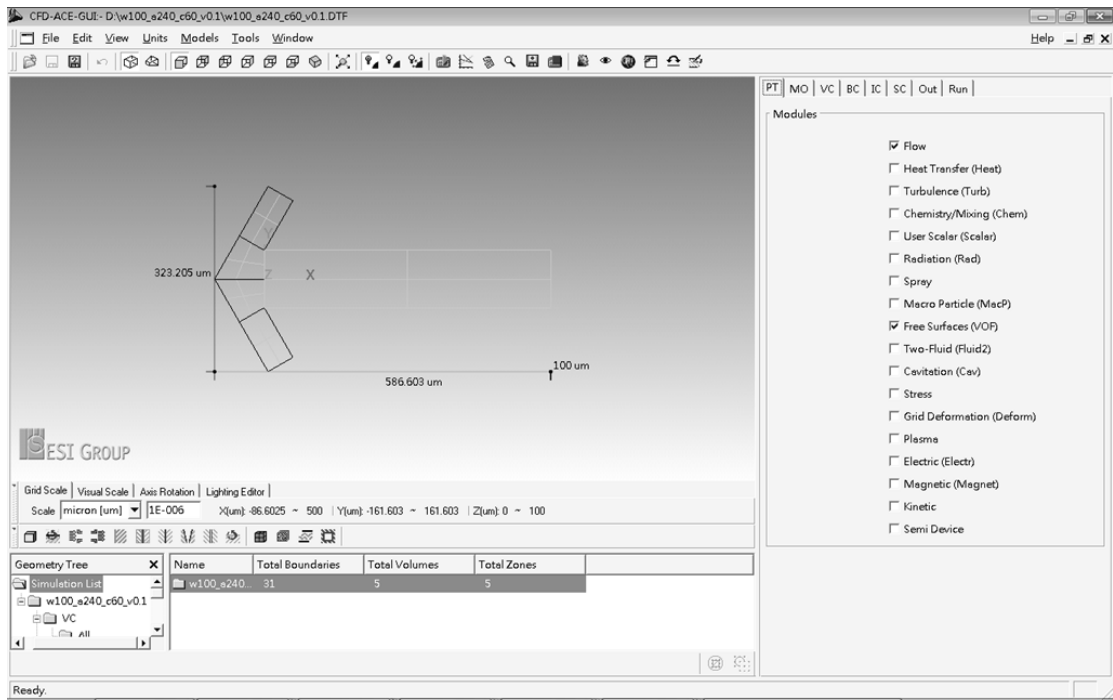 CFD-ACE-GUI:- D:\w100_a240_c60_v0.1\w100_a240_c60_v0.1.DTF
File Edit View Units Models Tools Window Help
PT MO VC BC IC SC Out Run
Modules
Flow
Heat Transfer (Heat)
Turbulence (Turb)
Chemistry/Mixing (Chem)
User Scalar (Scalar)
Radiation (Rad)
Spray
Macro Particle (MacP)
Free Surfaces (VOF)
Two-Fluid (Fluid2)
Cavitation (Cav)
Stress
Grid Deformation (Deform)
Plasma
Electric (Electr)
Magnetic (Magnet)
Kinetic
Semi Device
Y
323.205 um Z X
100 um
586.603 um
ESI GROUP
Grid Scale Visual Scale Axis Rotation Lighting Editor
Scale micron [um] 1E-006 X(um): -86.6025 ~ 500 Y(um): -161.603 ~ 161.603 Z(um): 0 ~ 100
Geometry Tree X Name Total Boundaries Total Volumes Total Zones
Simulation List w100_a240... 31 5 5
w100_a240_c60_v0.1
VC
All
Ready.